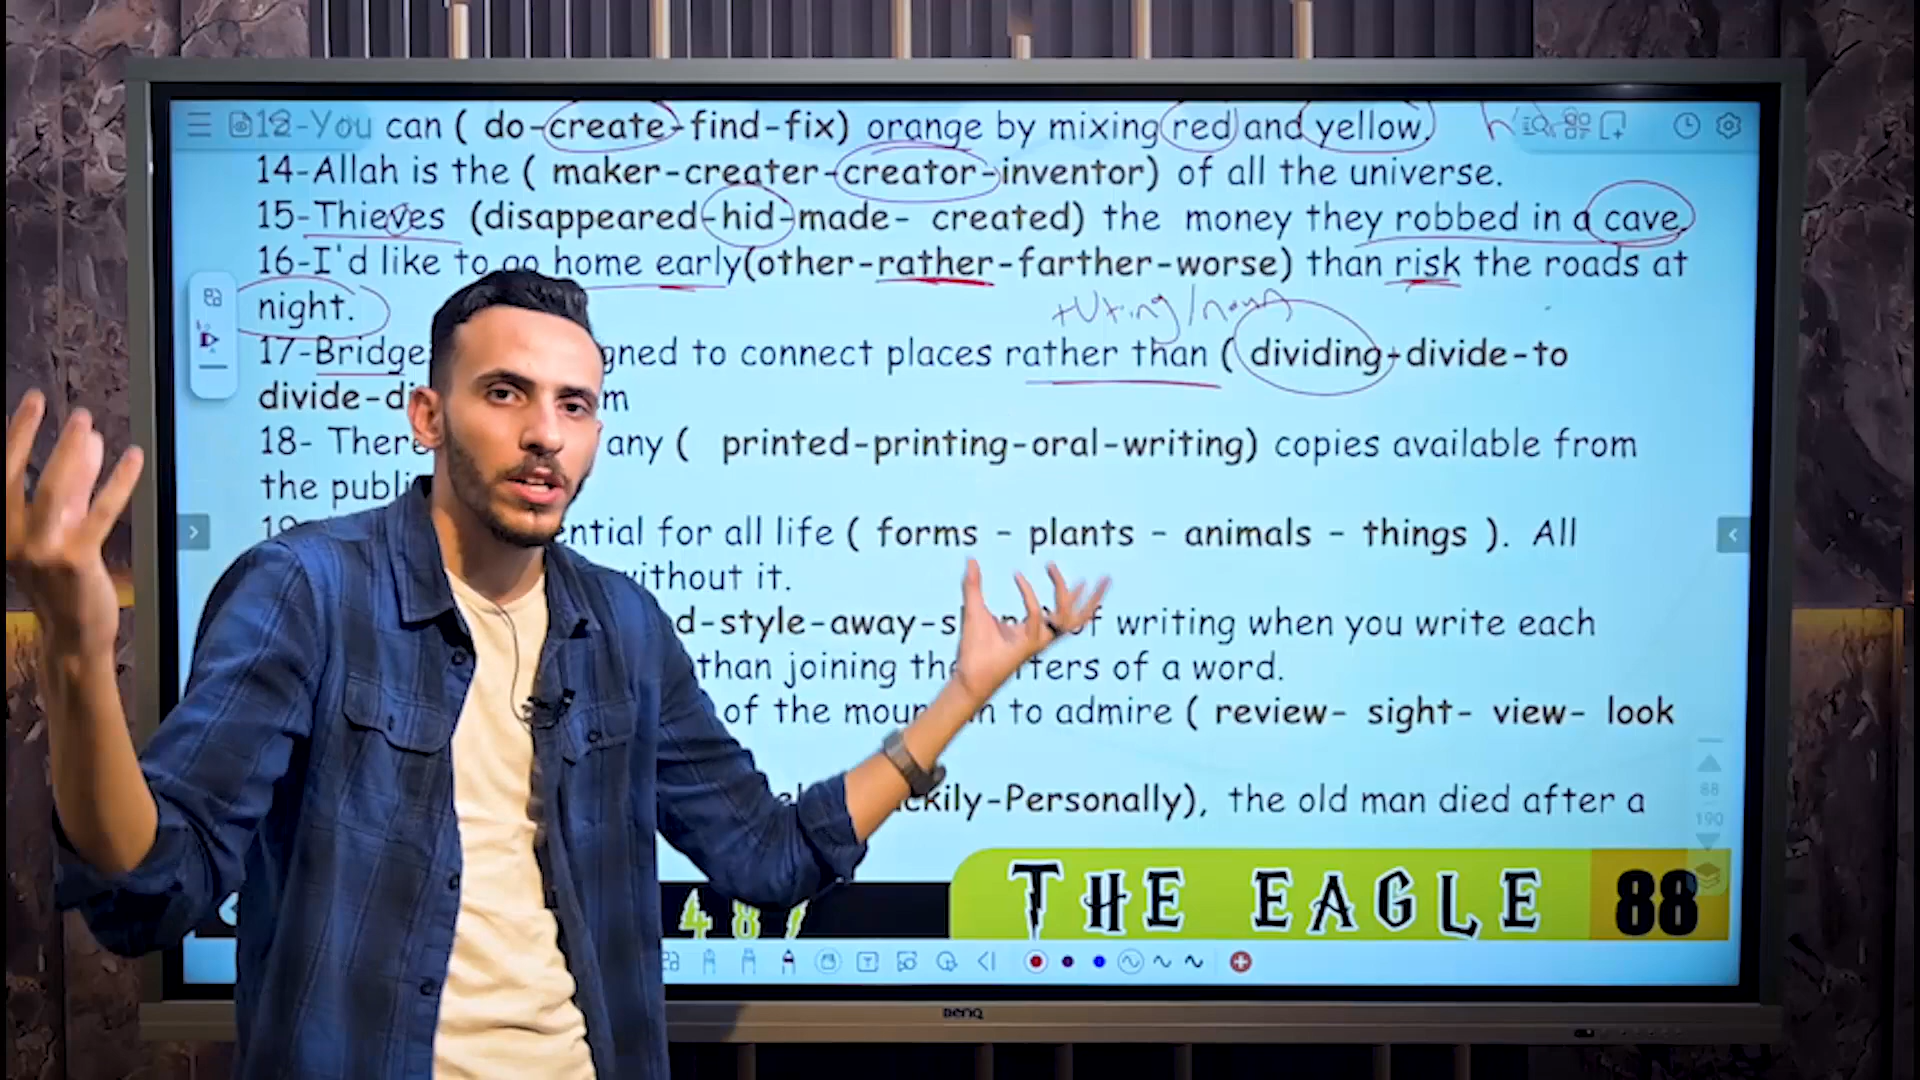 -You can ( do-create-find-fix) orange by mixing red and yellow.
14-Allah is the ( maker-creater-creator-inventor) of all the universe.
15-Thieves (disappeared-hid-made- created) the money they robbed in a cave.
16-I'd like to go home early(other-rather-farther-worse) than risk the roads at
night.
+V+ing/noun
17-Bridge gned to connect places rather than ( dividing-divide-to
divide-di m
18- There any ( printed-printing-oral-writing) copies available from
the publi
ential for all life ( forms - plants - animals - things ). All
without it.
d-style-away-s of writing when you write each
than joining the ters of a word.
of the mountain to admire ( review- sight- view- look
ckily-Personally), the old man died after a
88
190
THE EAGLE 88
BenQ